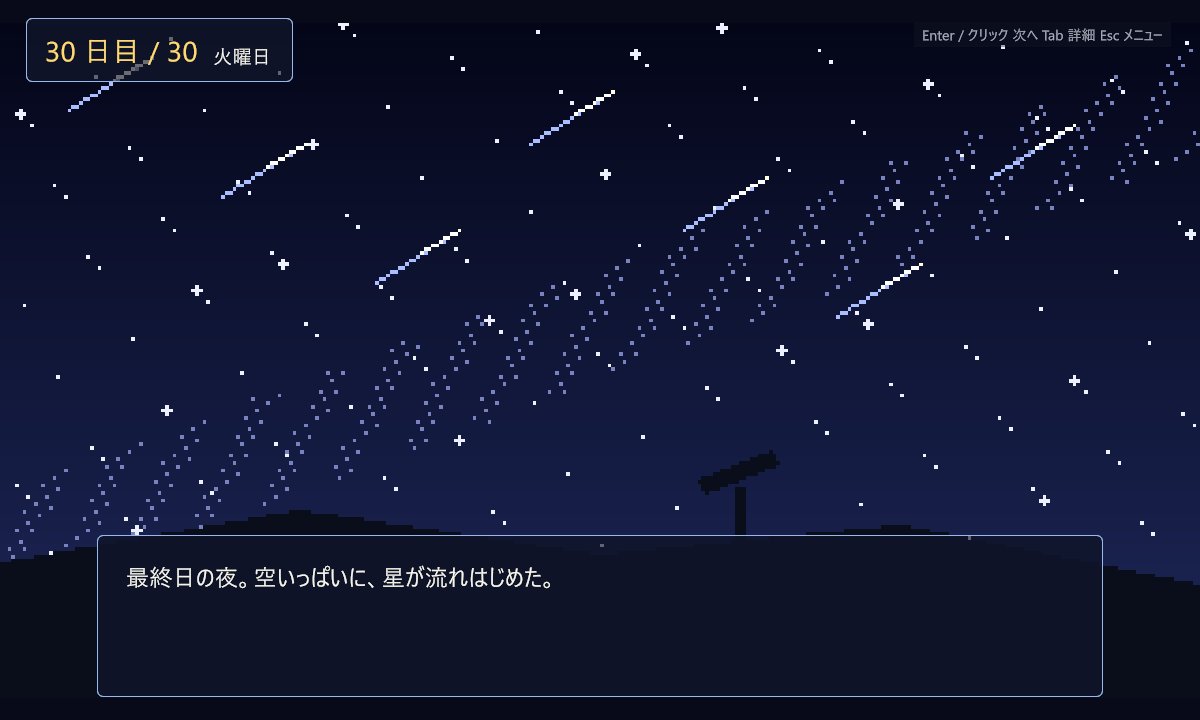 30 日目 / 30 火曜日
Enter / クリック 次へ Tab 詳細 Esc メニュー
最終日の夜。空いっぱいに、星が流れはじめた。